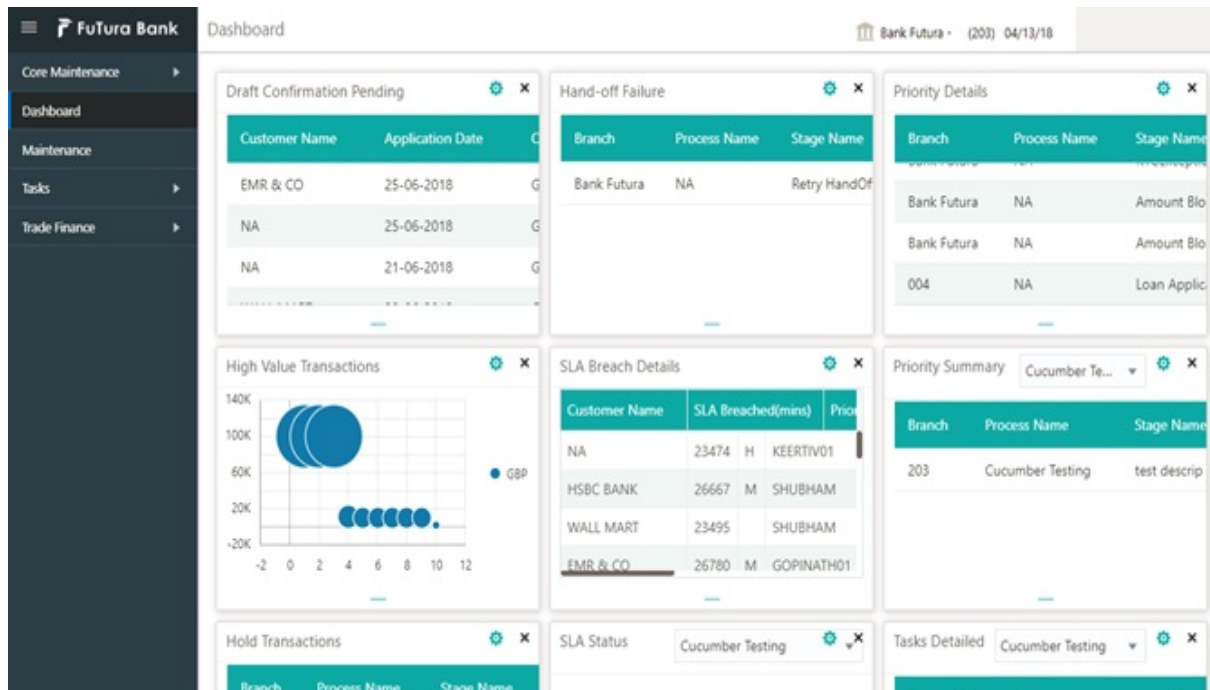 FuTura Bank
Dashboard
Bank Futura - (203) 04/13/18
Core Maintenance
Dashboard
Maintenance
Tasks
Trade Finance
Draft Confirmation Pending
Customer Name Application Date
EMR & CO 25-06-2018 G
NA 25-06-2018 G
NA 21-06-2018 G
Hand-off Failure
Branch Process Name Stage Name
Bank Futura NA Retry HandOf
Priority Details
Branch Process Name Stage Name
Bank Futura NA Amount Blo
Bank Futura NA Amount Blo
004 NA Loan Applic
High Value Transactions
140K
100K
60K
20K
-20K
-2 0 2 4 6 8 10 12
GBP
SLA Breach Details
Customer Name SLA Breached(mins) Prior
NA 23474 H KEERTIV01
HSBC BANK 26667 M SHUBHAM
WALL MART 23495 SHUBHAM
EMR & CO 26780 M GOPINATH01
Priority Summary Cucumber Te...
Branch Process Name Stage Name
203 Cucumber Testing test descrip
Hold Transactions
Branch Process Name Stage Name
SLA Status Cucumber Testing
Tasks Detailed Cucumber Testing